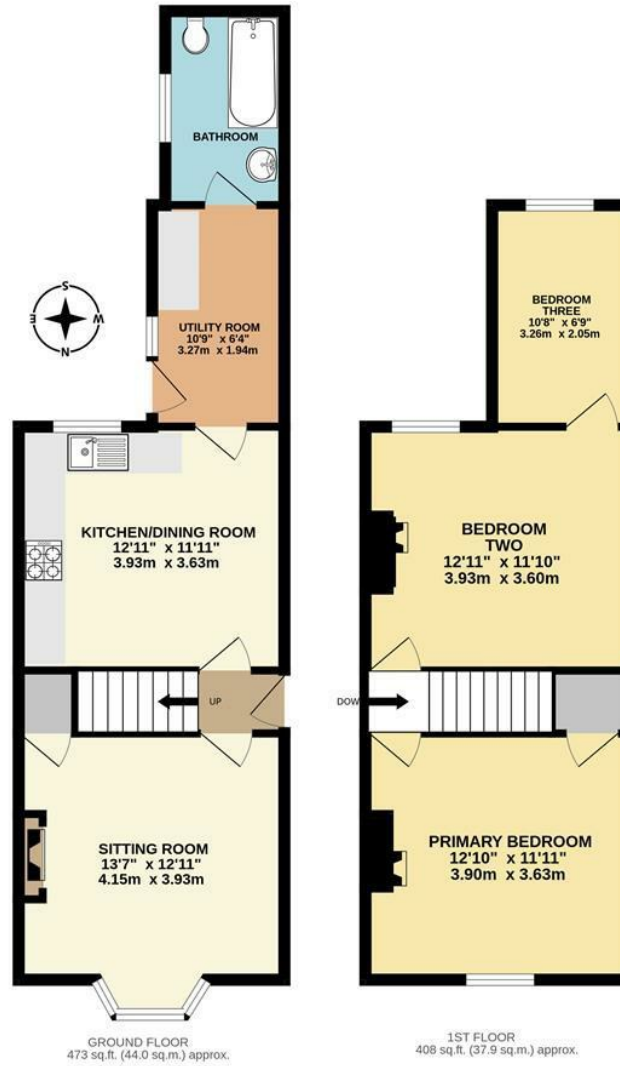 BATHROOM
S
E
W
N
UTILITY ROOM
10'9" x 6'4"
3.27m x 1.94m
BEDROOM
THREE
10'8" x 6'9"
3.26m x 2.05m
KITCHEN/DINING ROOM
12'11" x 11'11"
3.93m x 3.63m
BEDROOM
TWO
12'11" x 11'10"
3.93m x 3.60m
UP
DOW
SITTING ROOM
13'7" x 12'11"
4.15m x 3.93m
PRIMARY BEDROOM
12'10" x 11'11"
3.90m x 3.63m
GROUND FLOOR
473 sq.ft. (44.0 sq.m.) approx.
1ST FLOOR
408 sq.ft. (37.9 sq.m.) approx.